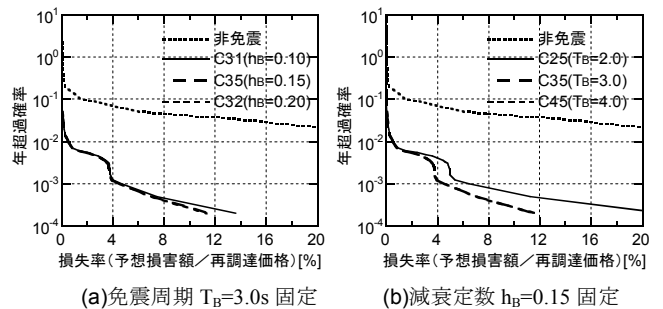 非免震
C31(hB=0.10)
C35(hB=0.15)
C32(hB=0.20)
10²
10¹
10⁰
10⁻¹
10⁻²
10⁻³
10⁻⁴
年超過確率
0 4 8 12 16 20
損失率(予想損害額／再調達価格)[%]
(a)免震周期 TB=3.0s 固定
非免震
C25(TB=2.0)
C35(TB=3.0)
C45(TB=4.0)
10²
10¹
10⁰
10⁻¹
10⁻²
10⁻³
10⁻⁴
年超過確率
0 4 8 12 16 20
損失率(予想損害額／再調達価格)[%]
(b)減衰定数 hB=0.15 固定